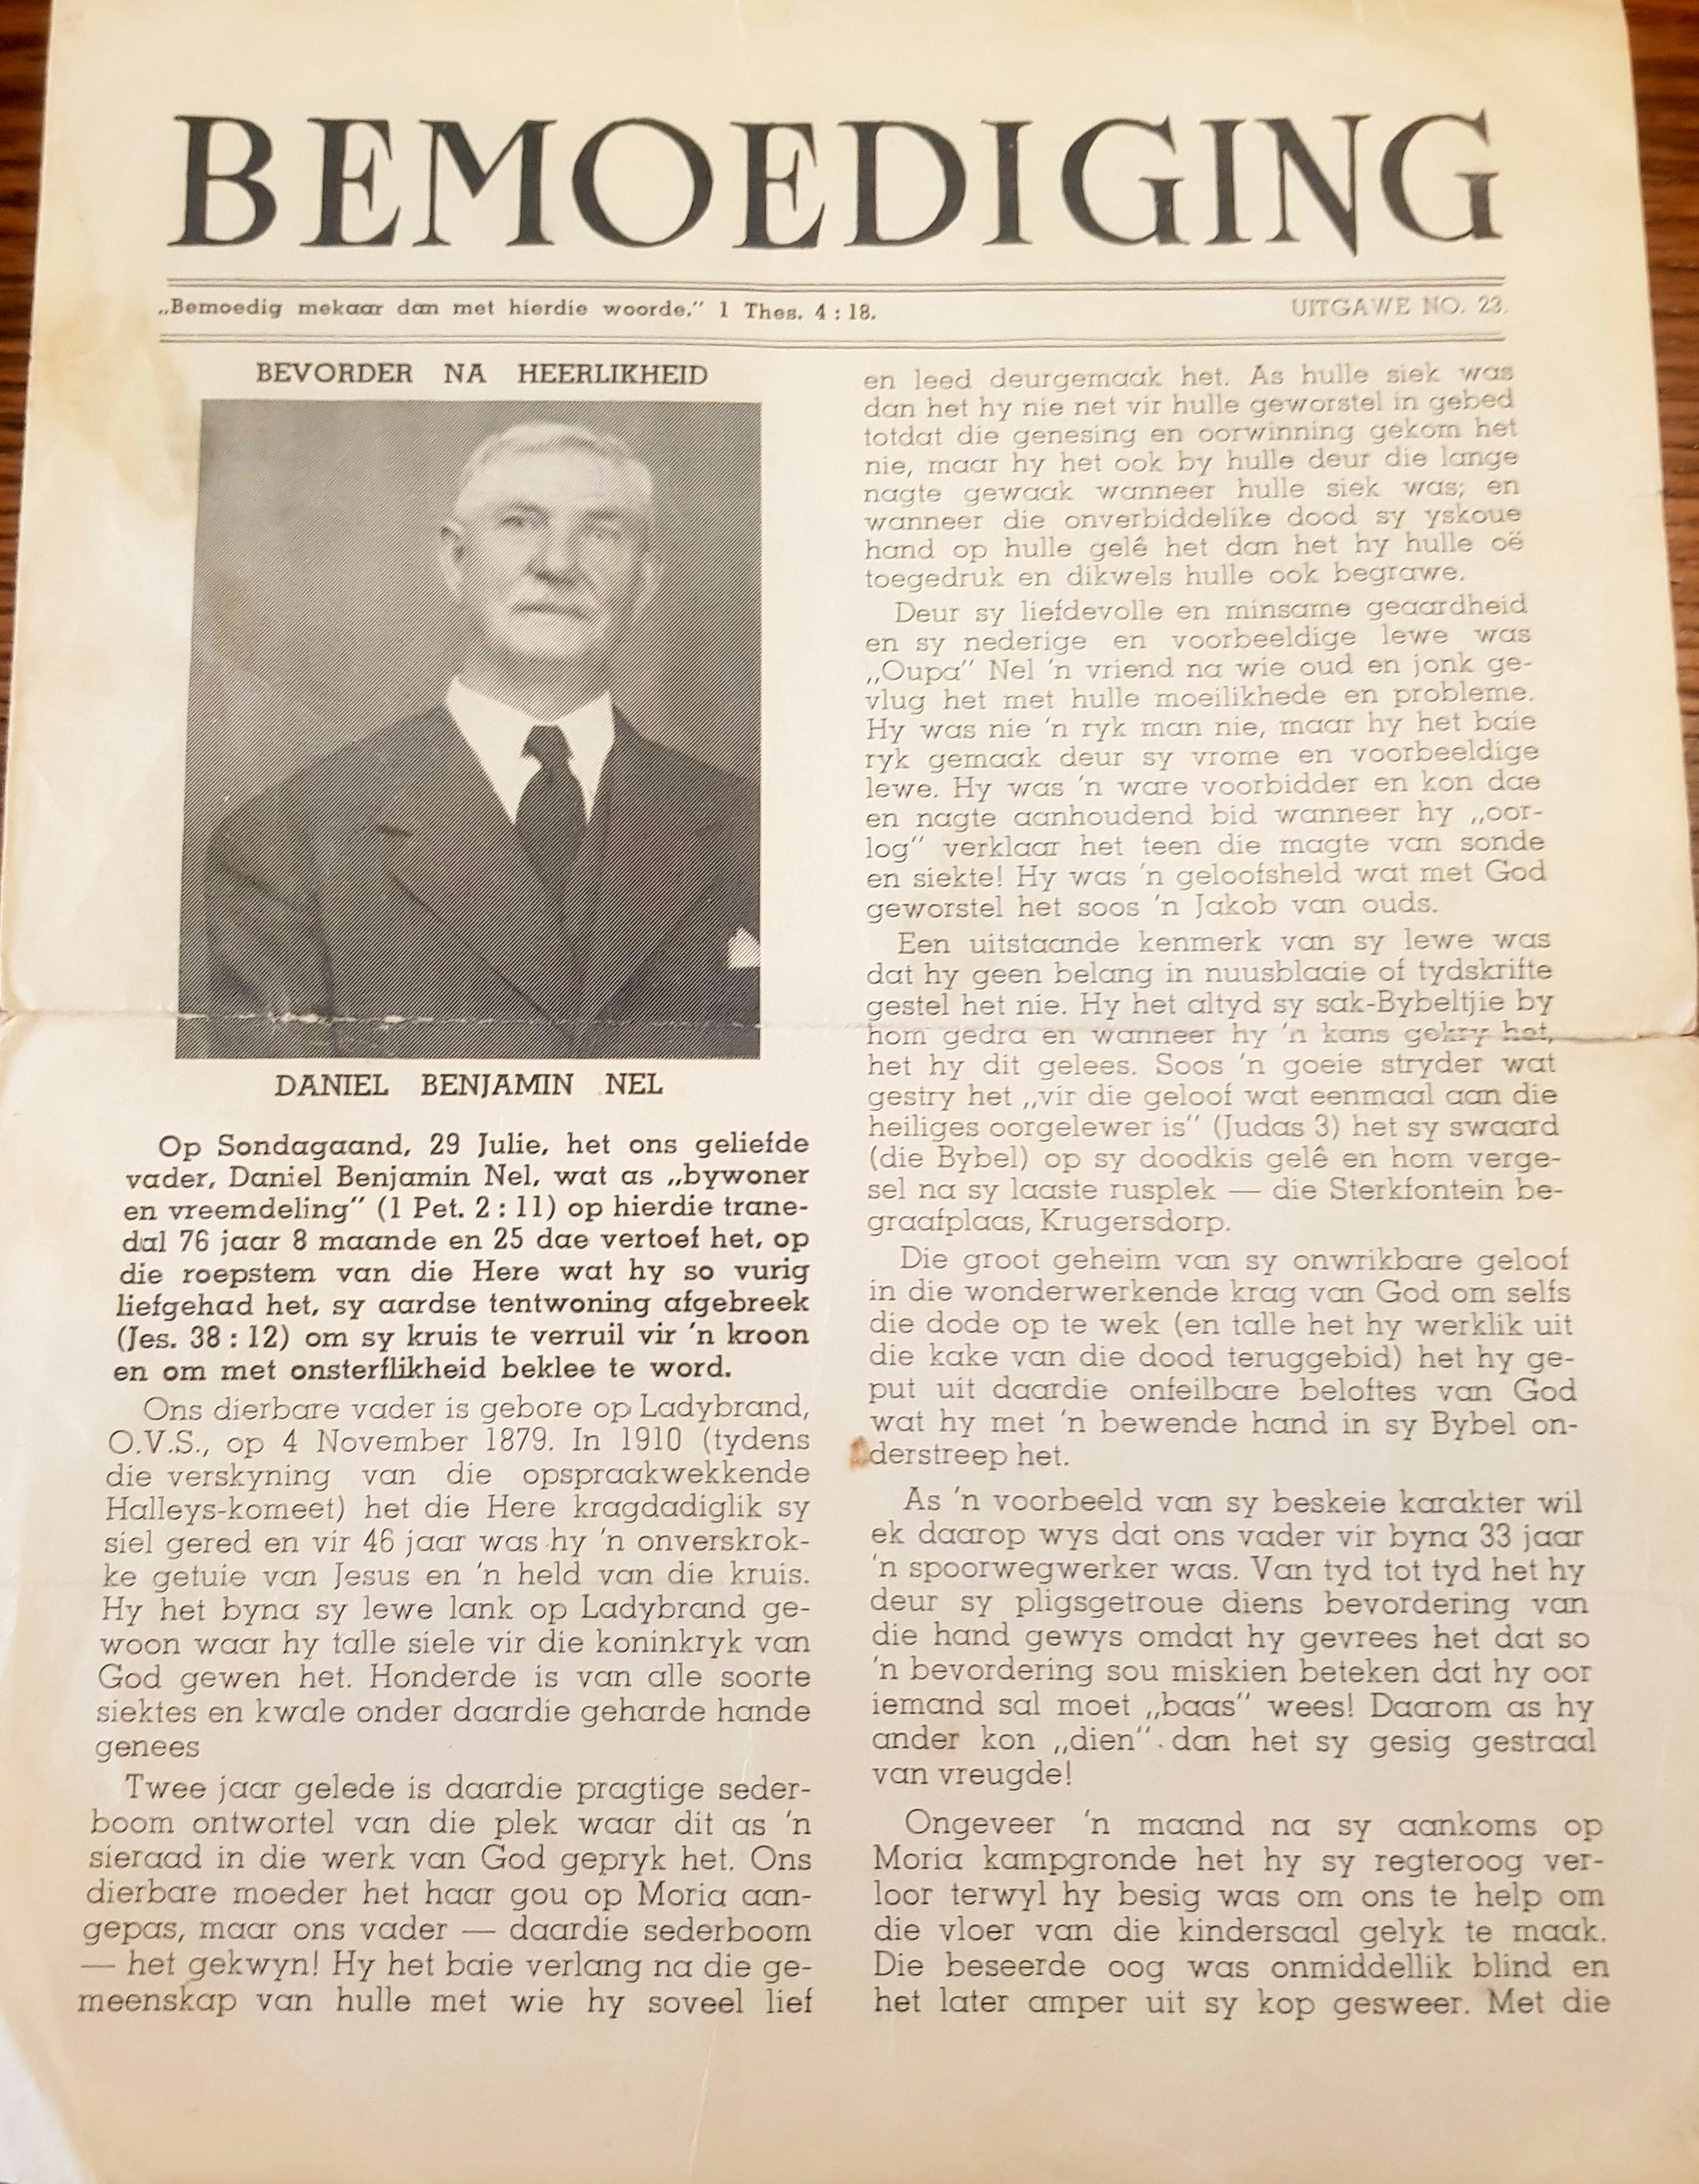 BEMOEDIGING
„Bemoedig mekaar dan met hierdie woorde." 1 Thes. 4 : 18.
UITGAWE NO. 23.
BEVORDER NA HEERLIKHEID
DANIEL BENJAMIN NEL
Op Sondagaand, 29 Julie, het ons geliefde
vader, Daniel Benjamin Nel, wat as „bywoner
en vreemdeling" (1 Pet. 2 : 11) op hierdie trane-
dal 76 jaar 8 maande en 25 dae vertoef het, op
die roepstem van die Here wat hy so vurig
liefgehad het, sy aardse tentwoning afgebreek
(Jes. 38 : 12) om sy kruis te verruil vir 'n kroon
en om met onsterflikheid beklee te word.
Ons dierbare vader is gebore op Ladybrand,
O.V.S., op 4 November 1879. In 1910 (tydens
die verskyning van die opspraakwekkende
Halleys-komeet) het die Here kragdadiglik sy
siel gered en vir 46 jaar was hy 'n onverskrok-
ke getuie van Jesus en 'n held van die kruis.
Hy het byna sy lewe lank op Ladybrand ge-
woon waar hy talle siele vir die koninkryk van
God gewen het. Honderde is van alle soorte
siektes en kwale onder daardie geharde hande
genees
Twee jaar gelede is daardie pragtige seder-
boom ontwortel van die plek waar dit as 'n
sieraad in die werk van God gepryk het. Ons
dierbare moeder het haar gou op Moria aan-
gepas, maar ons vader — daardie sederboom
— het gekwyn! Hy het baie verlang na die ge-
meenskap van hulle met wie hy soveel lief
en leed deurgemaak het. As hulle siek was
dan het hy nie net vir hulle geworstel in gebed
totdat die genesing en oorwinning gekom het
nie, maar hy het ook by hulle deur die lange
nagte gewaak wanneer hulle siek was; en
wanneer die onverbiddelike dood sy yskoue
hand op hulle gelê het dan het hy hulle oë
toegedruk en dikwels hulle ook begrawe.
Deur sy liefdevolle en minsame geaardheid
en sy nederige en voorbeeldige lewe was
„Oupa" Nel 'n vriend na wie oud en jonk ge-
vlug het met hulle moeilikhede en probleme.
Hy was nie 'n ryk man nie, maar hy het baie
ryk gemaak deur sy vrome en voorbeeldige
lewe. Hy was 'n ware voorbidder en kon dae
en nagte aanhoudend bid wanneer hy „oor-
log" verklaar het teen die magte van sonde
en siekte! Hy was 'n geloofsheld wat met God
geworstel het soos 'n Jakob van ouds.
Een uitstaande kenmerk van sy lewe was
dat hy geen belang in nuusblaaie of tydskrifte
gestel het nie. Hy het altyd sy sak-Bybeltjie by
hom gedra en wanneer hy 'n kans gekry het,
het hy dit gelees. Soos 'n goeie stryder wat
gestry het „vir die geloof wat eenmaal aan die
heiliges oorgelewer is" (Judas 3) het sy swaard
(die Bybel) op sy doodkis gelê en hom verge-
sel na sy laaste rusplek — die Sterkfontein be-
graafplaas, Krugersdorp.
Die groot geheim van sy onwrikbare geloof
in die wonderwerkende krag van God om selfs
die dode op te wek (en talle het hy werklik uit
die kake van die dood teruggebid) het hy ge-
put uit daardie onfeilbare beloftes van God
wat hy met 'n bewende hand in sy Bybel on-
derstreep het.
As 'n voorbeeld van sy beskeie karakter wil
ek daarop wys dat ons vader vir byna 33 jaar
'n spoorwegwerker was. Van tyd tot tyd het hy
deur sy pligsgetroue diens bevordering van
die hand gewys omdat hy gevrees het dat so
'n bevordering sou miskien beteken dat hy oor
iemand sal moet „baas" wees! Daarom as hy
ander kon „dien" dan het sy gesig gestraal
van vreugde!
Ongeveer 'n maand na sy aankoms op
Moria kampgronde het hy sy regteroog ver-
loor terwyl hy besig was om ons te help om
die vloer van die kindersaal gelyk te maak.
Die beseerde oog was onmiddellik blind en
het later amper uit sy kop gesweer. Met die